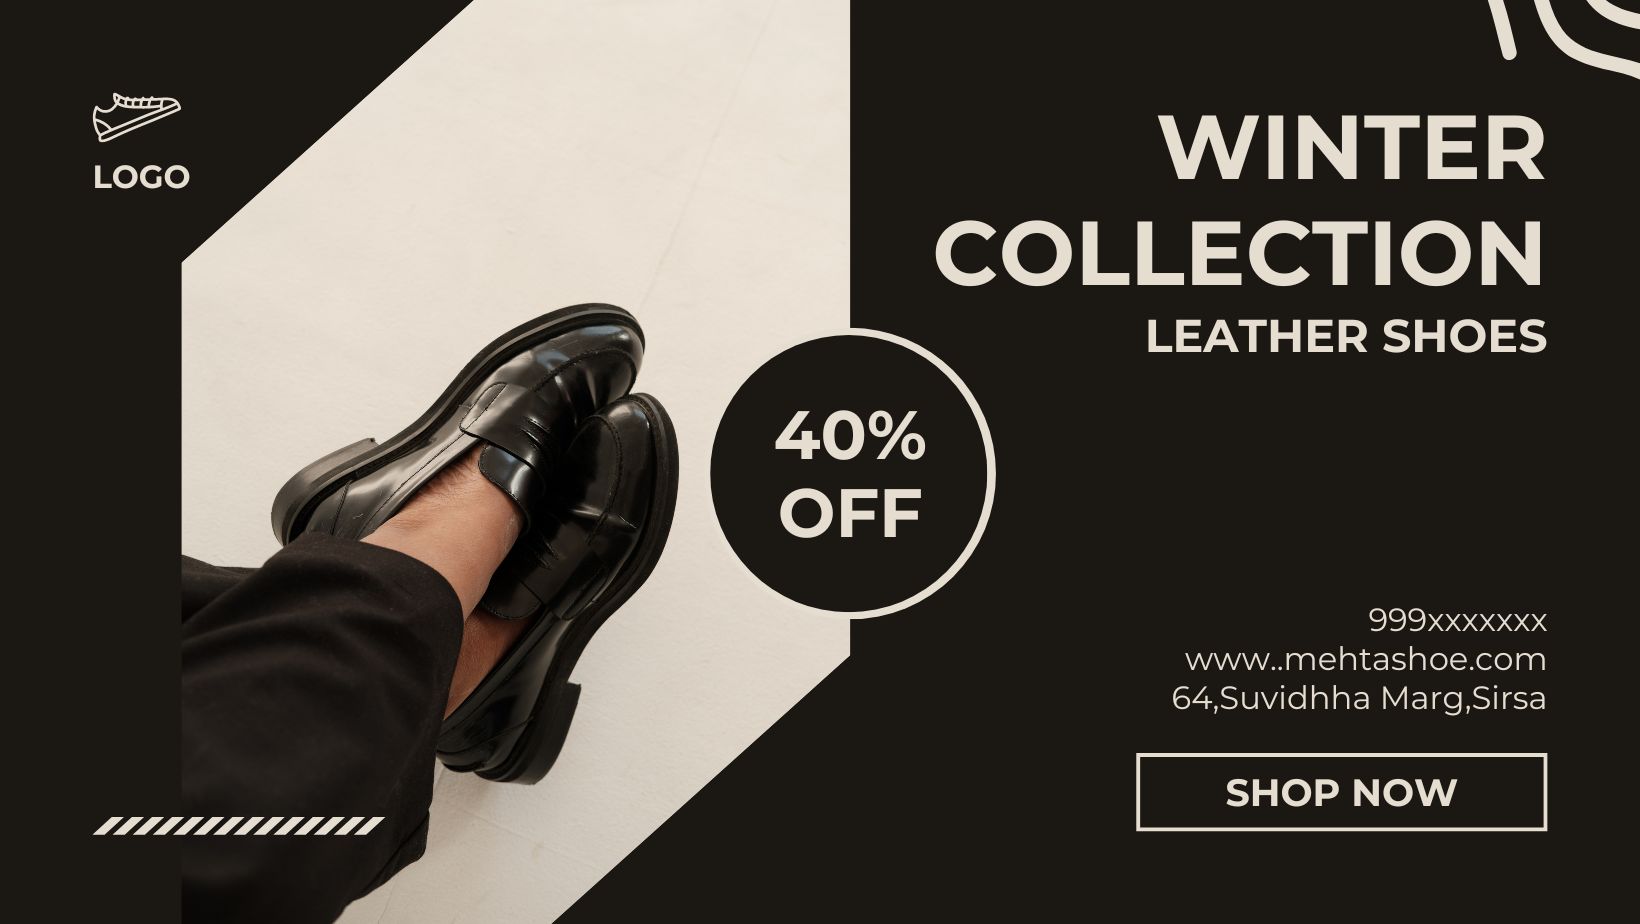 LOGO
WINTER
COLLECTION
LEATHER SHOES
40%
OFF
999xxxxxxx
www..mehtashoe.com
64,Suvidhha Marg,Sirsa
SHOP NOW